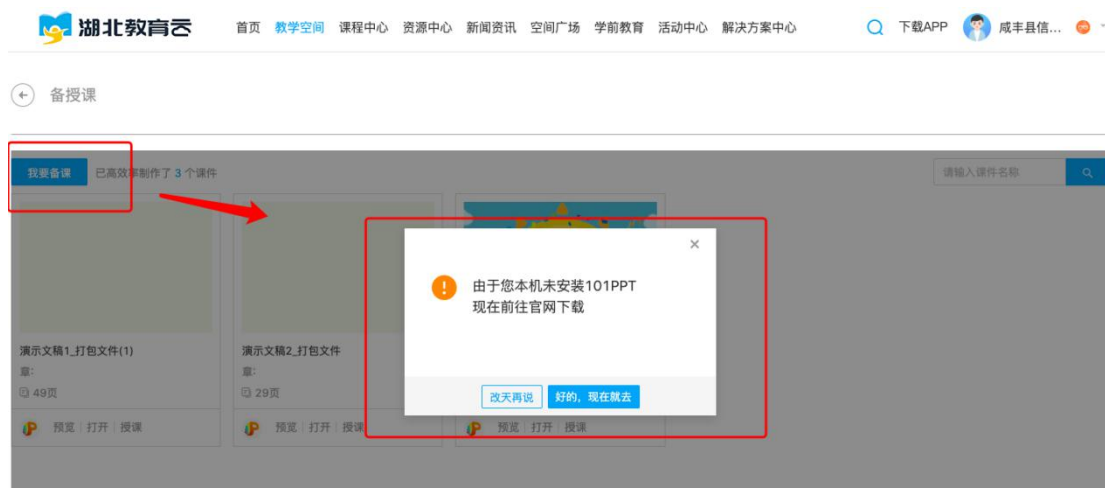 湖北教育云
首页 教学空间 课程中心 资源中心 新闻资讯 空间广场 学前教育 活动中心 解决方案中心
下载APP 咸丰县信...
备授课
我要备课 已高效率制作了 3 个课件
请输入课件名称
由于您本机未安装101PPT
现在前往官网下载
改天再说 好的，现在就去
演示文稿1_打包文件(1)
章:
49页
预览 打开 授课
演示文稿2_打包文件
章:
29页
预览 打开 授课
预览 打开 授课